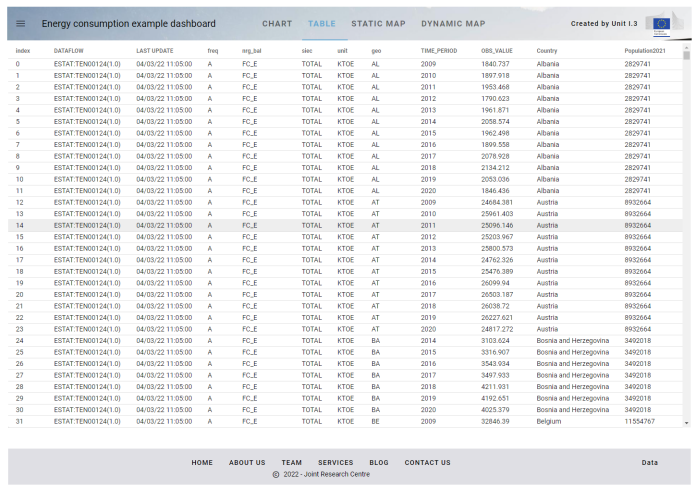 Energy consumption example dashboard CHART TABLE STATIC MAP DYNAMIC MAP Created by Unit I.3
index DATAFLOW LAST UPDATE freq nrg_bal siec unit geo TIME_PERIOD OBS_VALUE Country Population2021
0 ESTAT:TEN00124(1.0) 04/03/22 11:05:00 A FC_E TOTAL KTOE AL 2009 1840.737 Albania 2829741
1 ESTAT:TEN00124(1.0) 04/03/22 11:05:00 A FC_E TOTAL KTOE AL 2010 1897.918 Albania 2829741
2 ESTAT:TEN00124(1.0) 04/03/22 11:05:00 A FC_E TOTAL KTOE AL 2011 1953.468 Albania 2829741
3 ESTAT:TEN00124(1.0) 04/03/22 11:05:00 A FC_E TOTAL KTOE AL 2012 1790.623 Albania 2829741
4 ESTAT:TEN00124(1.0) 04/03/22 11:05:00 A FC_E TOTAL KTOE AL 2013 1961.871 Albania 2829741
5 ESTAT:TEN00124(1.0) 04/03/22 11:05:00 A FC_E TOTAL KTOE AL 2014 2058.574 Albania 2829741
6 ESTAT:TEN00124(1.0) 04/03/22 11:05:00 A FC_E TOTAL KTOE AL 2015 1962.498 Albania 2829741
7 ESTAT:TEN00124(1.0) 04/03/22 11:05:00 A FC_E TOTAL KTOE AL 2016 1899.558 Albania 2829741
8 ESTAT:TEN00124(1.0) 04/03/22 11:05:00 A FC_E TOTAL KTOE AL 2017 2078.928 Albania 2829741
9 ESTAT:TEN00124(1.0) 04/03/22 11:05:00 A FC_E TOTAL KTOE AL 2018 2134.212 Albania 2829741
10 ESTAT:TEN00124(1.0) 04/03/22 11:05:00 A FC_E TOTAL KTOE AL 2019 2053.036 Albania 2829741
11 ESTAT:TEN00124(1.0) 04/03/22 11:05:00 A FC_E TOTAL KTOE AL 2020 1846.436 Albania 2829741
12 ESTAT:TEN00124(1.0) 04/03/22 11:05:00 A FC_E TOTAL KTOE AT 2009 24684.381 Austria 8932664
13 ESTAT:TEN00124(1.0) 04/03/22 11:05:00 A FC_E TOTAL KTOE AT 2010 25961.403 Austria 8932664
14 ESTAT:TEN00124(1.0) 04/03/22 11:05:00 A FC_E TOTAL KTOE AT 2011 25096.146 Austria 8932664
15 ESTAT:TEN00124(1.0) 04/03/22 11:05:00 A FC_E TOTAL KTOE AT 2012 25203.967 Austria 8932664
16 ESTAT:TEN00124(1.0) 04/03/22 11:05:00 A FC_E TOTAL KTOE AT 2013 25800.573 Austria 8932664
17 ESTAT:TEN00124(1.0) 04/03/22 11:05:00 A FC_E TOTAL KTOE AT 2014 24762.326 Austria 8932664
18 ESTAT:TEN00124(1.0) 04/03/22 11:05:00 A FC_E TOTAL KTOE AT 2015 25476.389 Austria 8932664
19 ESTAT:TEN00124(1.0) 04/03/22 11:05:00 A FC_E TOTAL KTOE AT 2016 26099.94 Austria 8932664
20 ESTAT:TEN00124(1.0) 04/03/22 11:05:00 A FC_E TOTAL KTOE AT 2017 26503.187 Austria 8932664
21 ESTAT:TEN00124(1.0) 04/03/22 11:05:00 A FC_E TOTAL KTOE AT 2018 26038.72 Austria 8932664
22 ESTAT:TEN00124(1.0) 04/03/22 11:05:00 A FC_E TOTAL KTOE AT 2019 26227.621 Austria 8932664
23 ESTAT:TEN00124(1.0) 04/03/22 11:05:00 A FC_E TOTAL KTOE AT 2020 24817.272 Austria 8932664
24 ESTAT:TEN00124(1.0) 04/03/22 11:05:00 A FC_E TOTAL KTOE BA 2014 3103.624 Bosnia and Herzegovina 3492018
25 ESTAT:TEN00124(1.0) 04/03/22 11:05:00 A FC_E TOTAL KTOE BA 2015 3316.907 Bosnia and Herzegovina 3492018
26 ESTAT:TEN00124(1.0) 04/03/22 11:05:00 A FC_E TOTAL KTOE BA 2016 3543.934 Bosnia and Herzegovina 3492018
27 ESTAT:TEN00124(1.0) 04/03/22 11:05:00 A FC_E TOTAL KTOE BA 2017 3497.933 Bosnia and Herzegovina 3492018
28 ESTAT:TEN00124(1.0) 04/03/22 11:05:00 A FC_E TOTAL KTOE BA 2018 4211.931 Bosnia and Herzegovina 3492018
29 ESTAT:TEN00124(1.0) 04/03/22 11:05:00 A FC_E TOTAL KTOE BA 2019 4192.651 Bosnia and Herzegovina 3492018
30 ESTAT:TEN00124(1.0) 04/03/22 11:05:00 A FC_E TOTAL KTOE BA 2020 4025.379 Bosnia and Herzegovina 3492018
31 ESTAT:TEN00124(1.0) 04/03/22 11:05:00 A FC_E TOTAL KTOE BE 2009 32846.39 Belgium 11554767
HOME ABOUT US TEAM SERVICES BLOG CONTACT US Data
© 2022 - Joint Research Centre